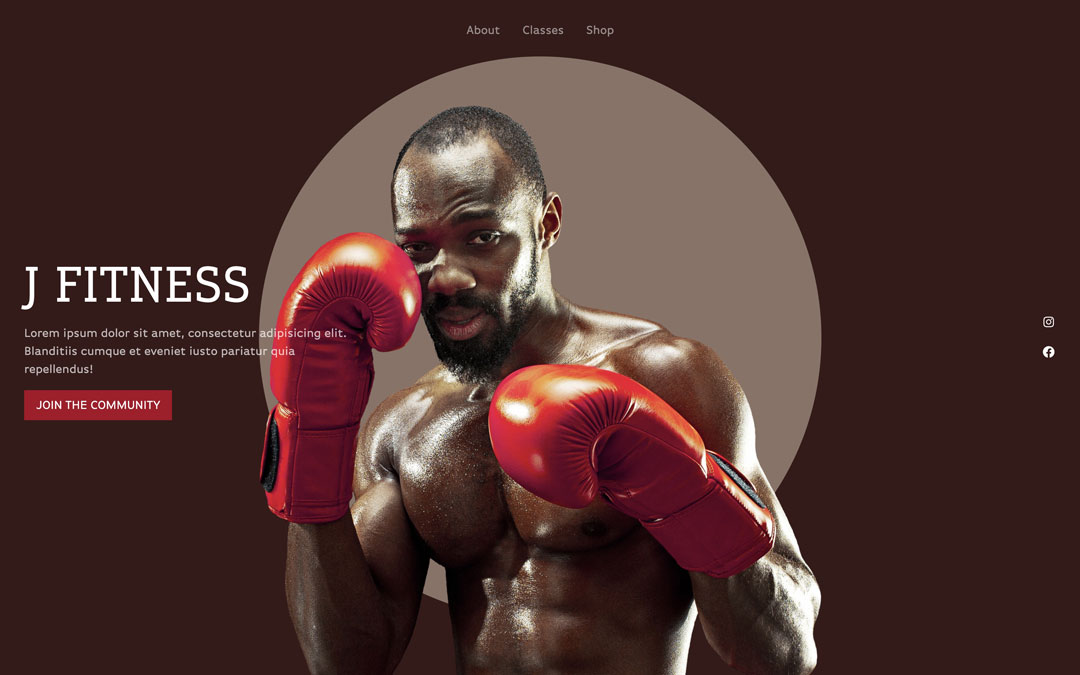 About Classes Shop
J FITNESS
Lorem ipsum dolor sit amet, consectetur adipisicing elit.
Blanditiis cumque et eveniet iusto pariatur quia
repellendus!
JOIN THE COMMUNITY